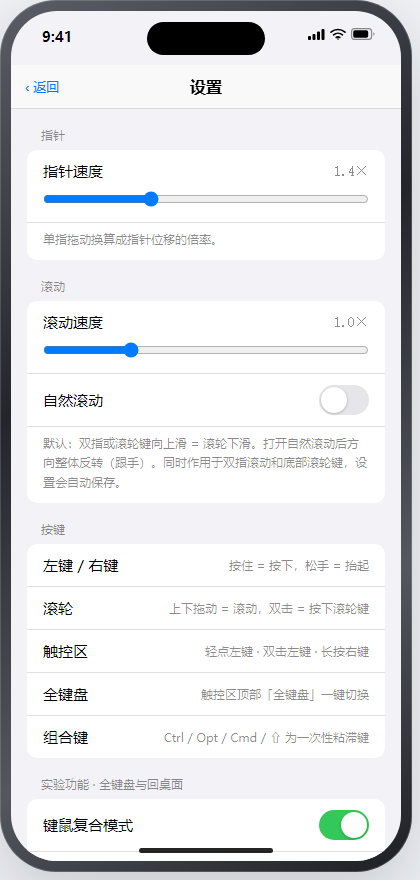 9:41
‹ 返回 设置
指针
指针速度 1.4×
单指拖动换算成指针位移的倍率。
滚动
滚动速度 1.0×
自然滚动
默认：双指或滚轮键向上滑 = 滚轮下滑。打开自然滚动后方
向整体反转（跟手）。同时作用于双指滚动和底部滚轮键，设
置会自动保存。
按键
左键 / 右键 按住 = 按下，松手 = 抬起
滚轮 上下拖动 = 滚动，双击 = 按下滚轮键
触控区 轻点左键 · 双击左键 · 长按右键
全键盘 触控区顶部「全键盘」一键切换
组合键 Ctrl / Opt / Cmd / ⇧ 为一次性粘滞键
实验功能 · 全键盘与回桌面
键鼠复合模式